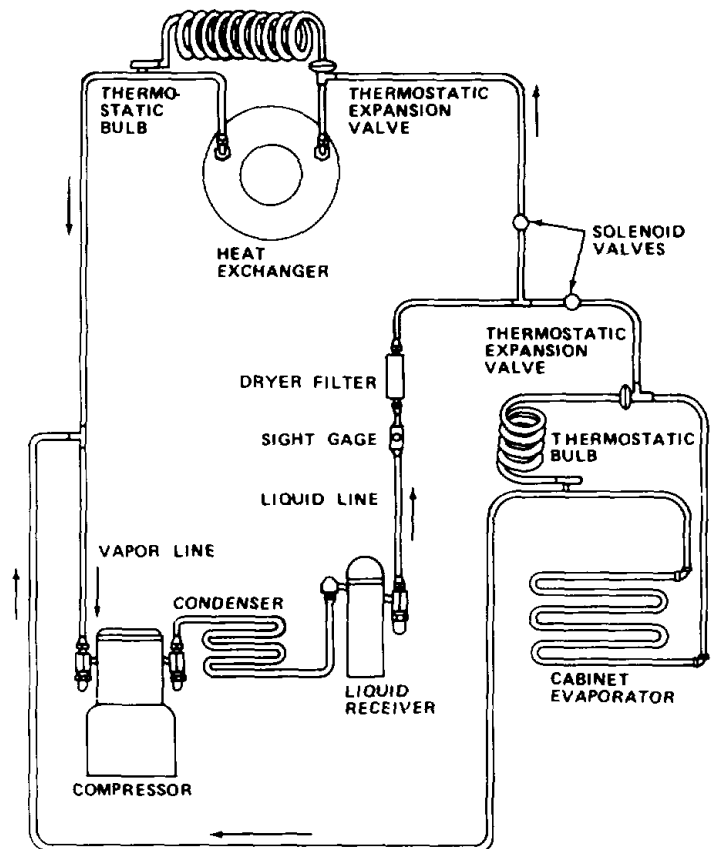 THERMO-
STATIC
BULB
THERMOSTATIC
EXPANSION
VALVE
HEAT
EXCHANGER
SOLENOID
VALVES
THERMOSTATIC
EXPANSION
VALVE
DRYER FILTER
SIGHT GAGE
THERMOSTATIC
BULB
LIQUID LINE
VAPOR LINE
CONDENSER
LIQUID
RECEIVER
CABINET
EVAPORATOR
COMPRESSOR